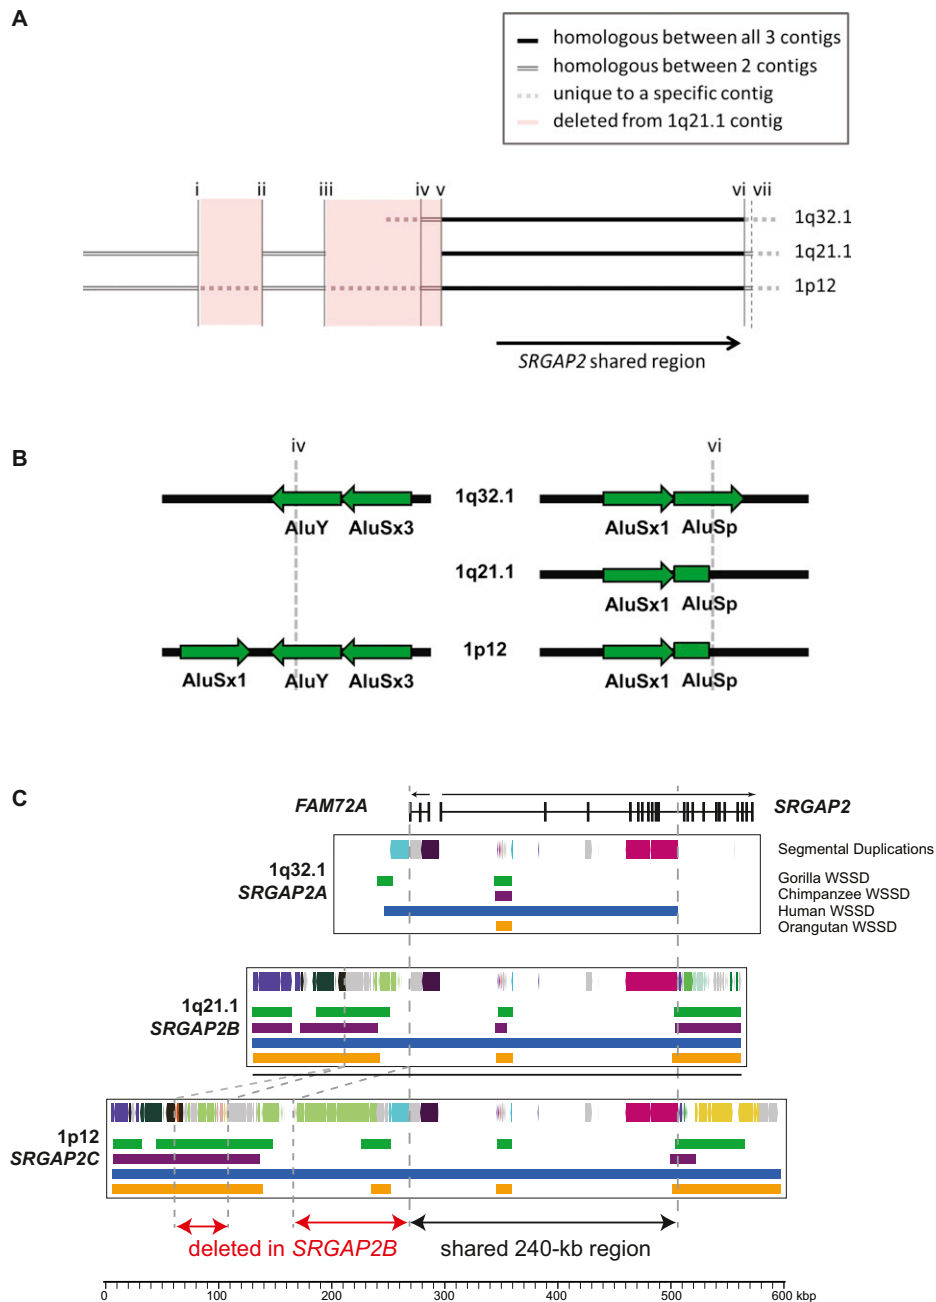 A
homologous between all 3 contigs
homologous between 2 contigs
unique to a specific contig
deleted from 1q21.1 contig
i ii iii iv v vi vii
1q32.1
1q21.1
1p12
SRGAP2 shared region
B
iv vi
1q32.1
AluY AluSx3 AluSx1 AluSp
1q21.1
AluSx1 AluSp
1p12
AluSx1 AluY AluSx3 AluSx1 AluSp
C
FAM72A SRGAP2
1q32.1
SRGAP2A
Segmental Duplications
Gorilla WSSD
Chimpanzee WSSD
Human WSSD
Orangutan WSSD
1q21.1
SRGAP2B
1p12
SRGAP2C
deleted in SRGAP2B shared 240-kb region
0 100 200 300 400 500 600 kbp